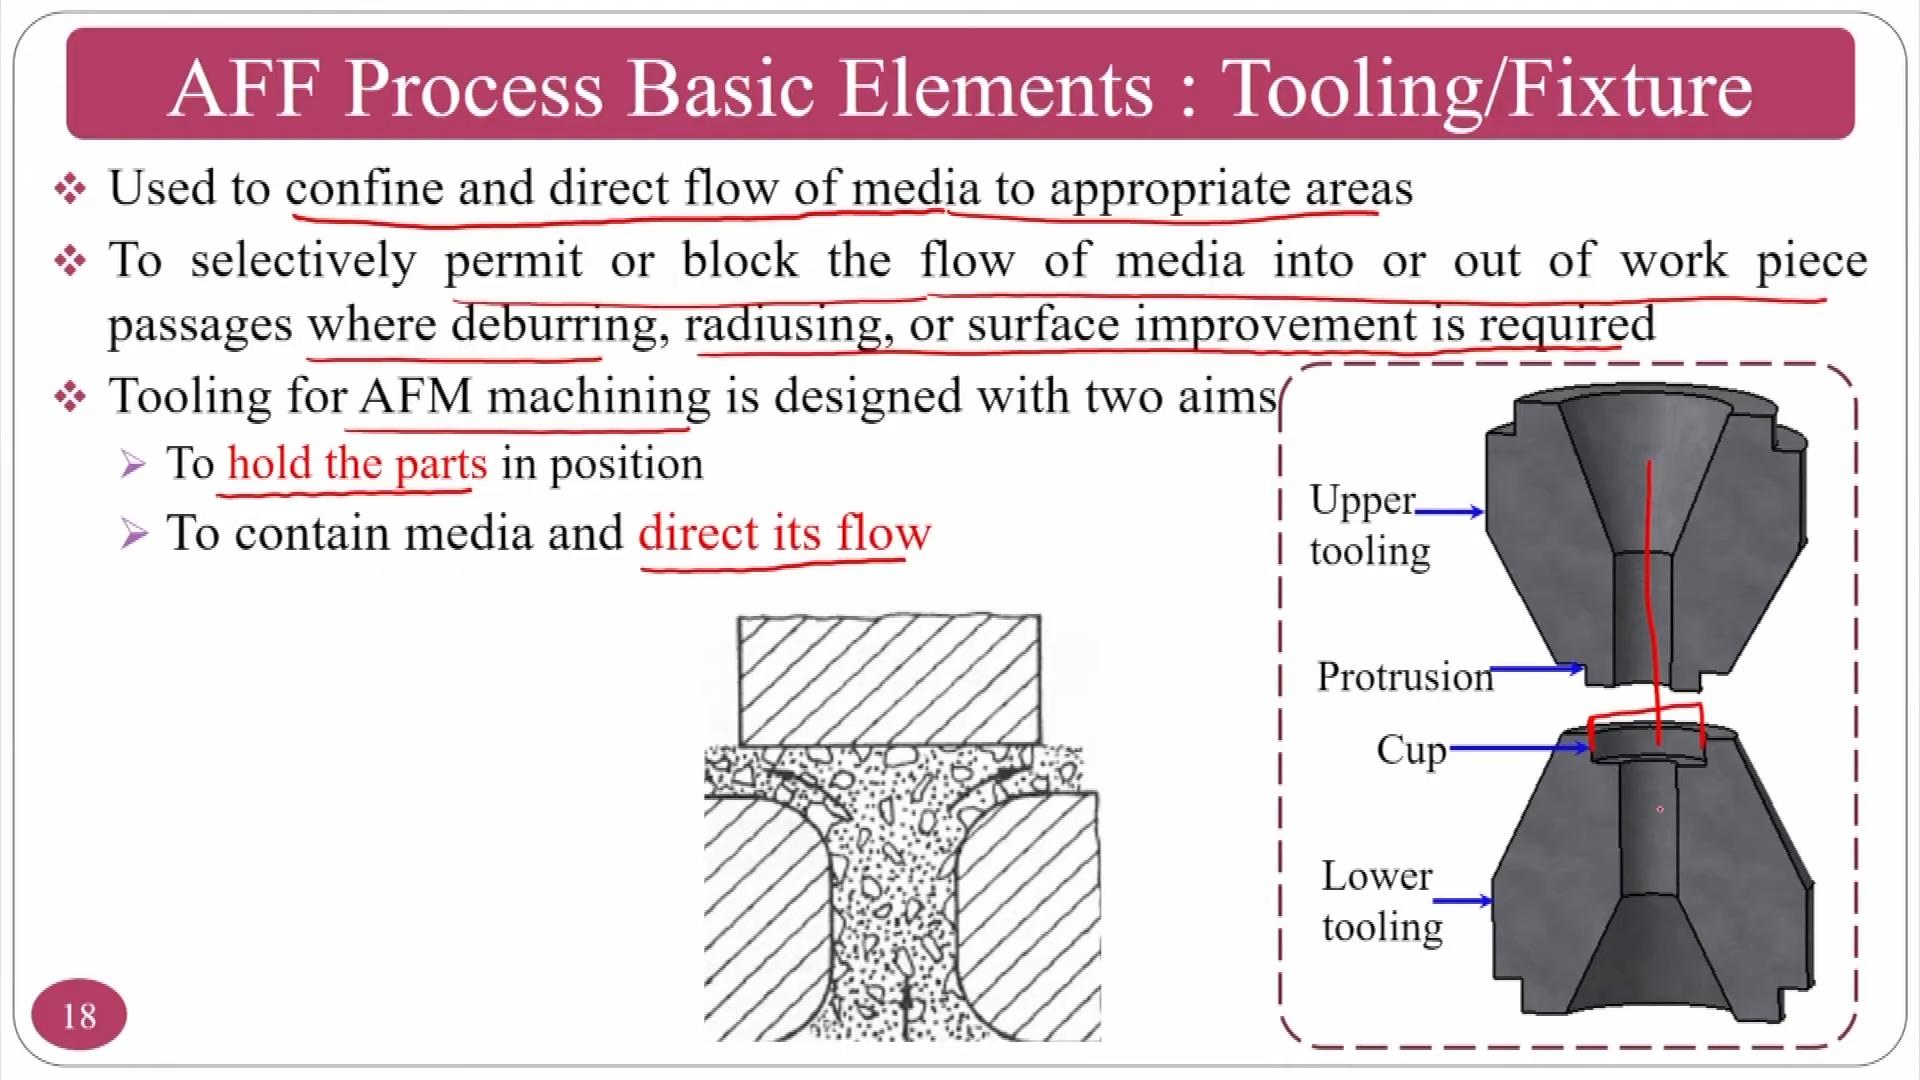 AFF Process Basic Elements : Tooling/Fixture
Used to confine and direct flow of media to appropriate areas
To selectively permit or block the flow of media into or out of work piece
passages where deburring, radiusing, or surface improvement is required
Tooling for AFM machining is designed with two aims
To hold the parts in position
To contain media and direct its flow
Upper
tooling
Protrusion
Cup
Lower
tooling
18